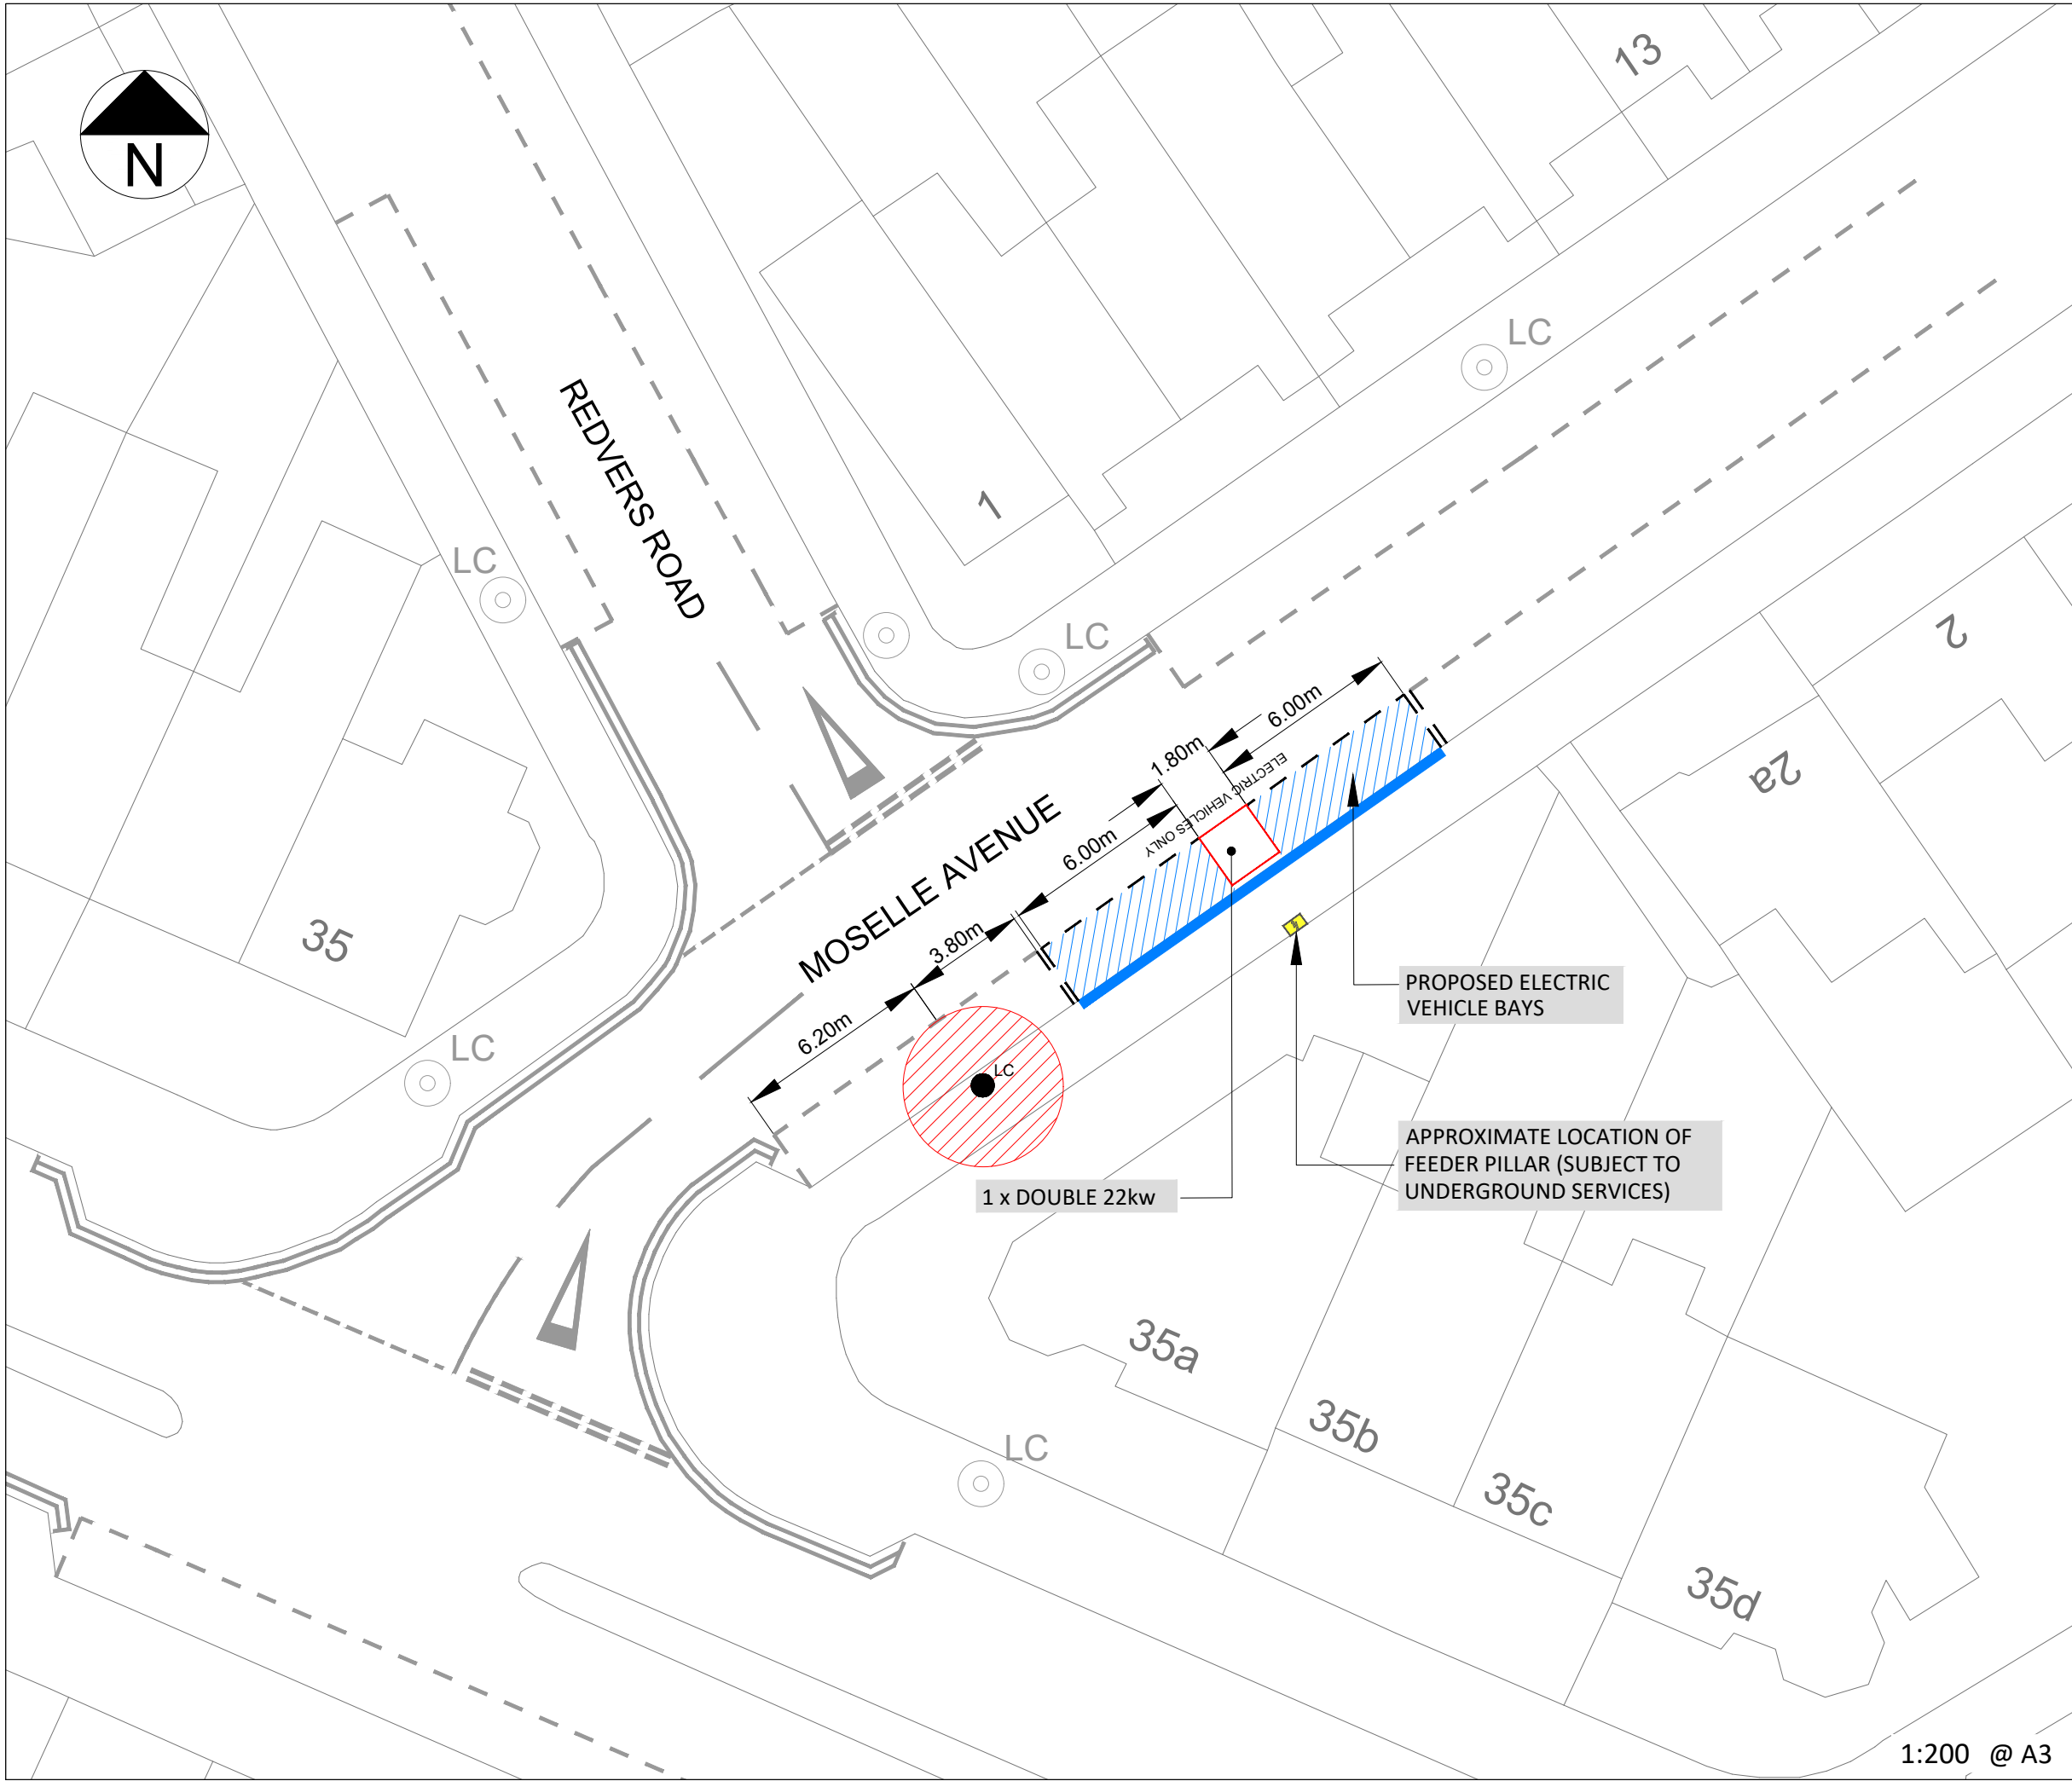 13
N
LC
REDVERS ROAD
1
LC
LC
2
6.00m
1.80m
2a
ELECTRIC VEHICLES ONLY
6.00m
MOSELLE AVENUE
35
3.80m
PROPOSED ELECTRIC
VEHICLE BAYS
6.20m
LC
LC
APPROXIMATE LOCATION OF
FEEDER PILLAR (SUBJECT TO
UNDERGROUND SERVICES)
1 x DOUBLE 22kw
35a
35b
LC
35c
35d
1:200 @ A3